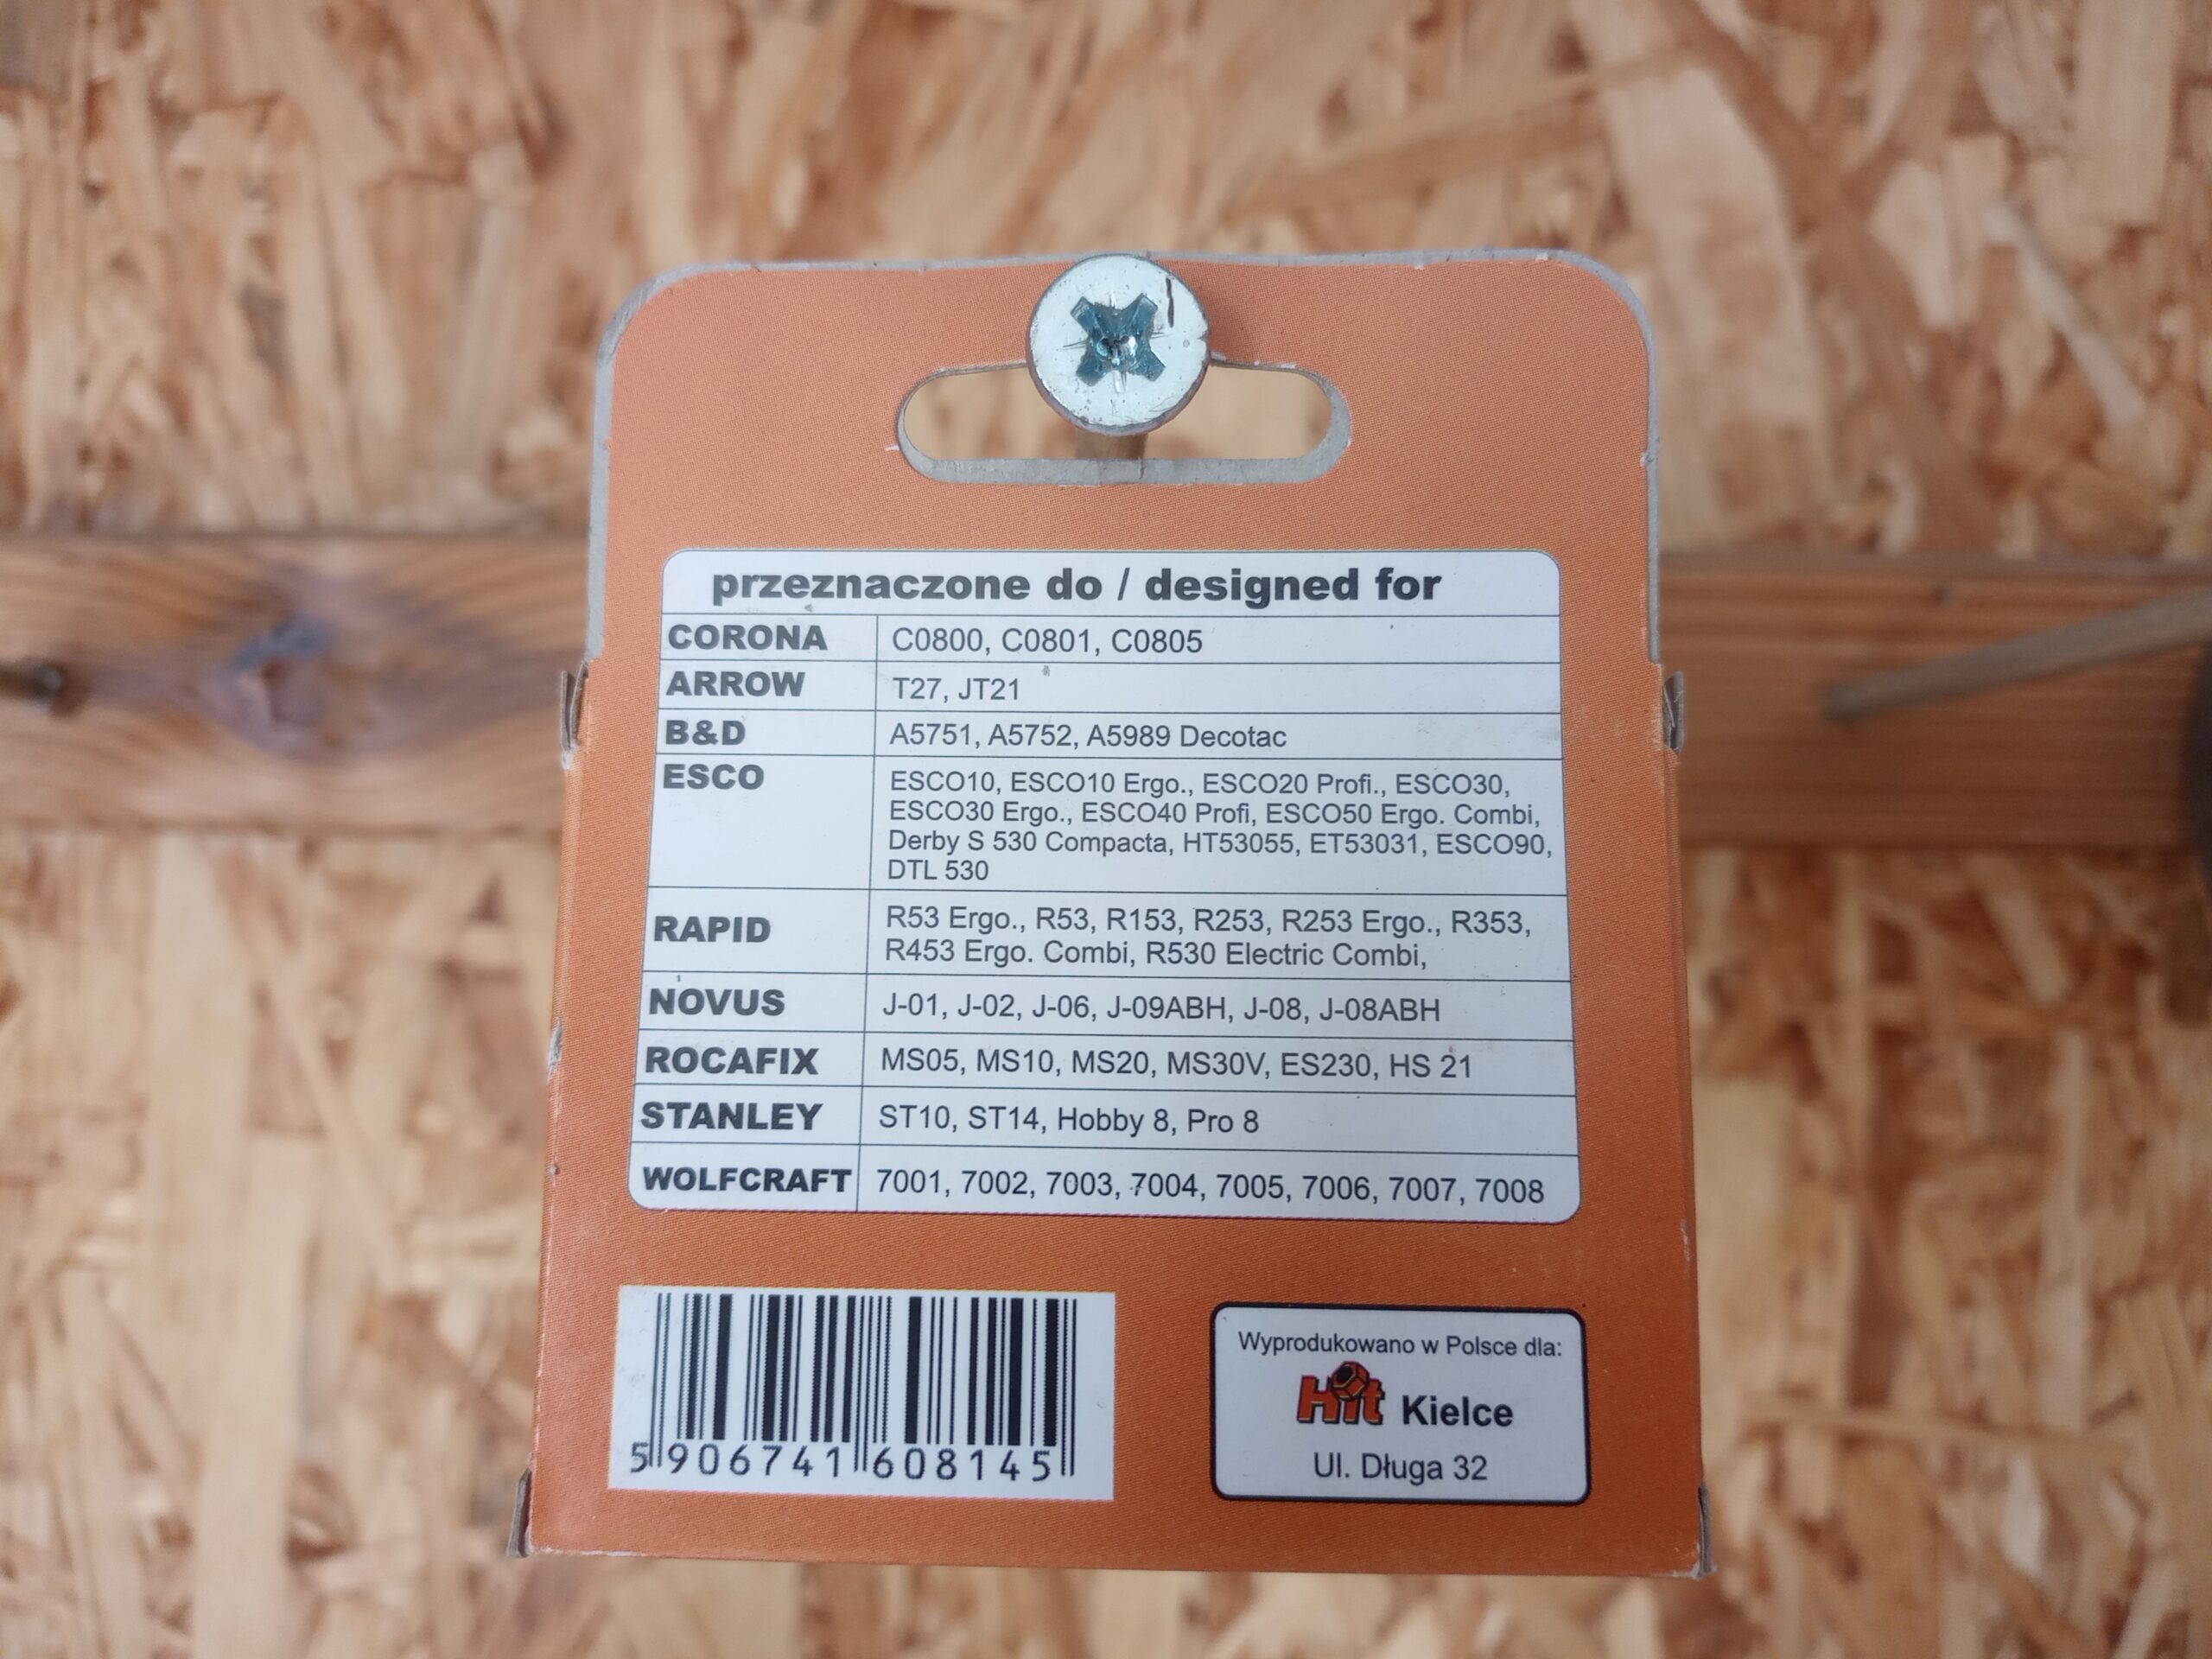 przeznaczone do / designed for
CORONA C0800, C0801, C0805
ARROW T27, JT21
B&D A5751, A5752, A5989 Decotac
ESCO ESCO10, ESCO10 Ergo., ESCO20 Profi., ESCO30,
ESCO30 Ergo., ESCO40 Profi, ESCO50 Ergo. Combi,
Derby S 530 Compacta, HT53055, ET53031, ESCO90,
DTL 530
RAPID R53 Ergo., R53, R153, R253, R253 Ergo., R353,
R453 Ergo. Combi, R530 Electric Combi,
NOVUS J-01, J-02, J-06, J-09ABH, J-08, J-08ABH
ROCAFIX MS05, MS10, MS20, MS30V, ES230, HS 21
STANLEY ST10, ST14, Hobby 8, Pro 8
WOLFCRAFT 7001, 7002, 7003, 7004, 7005, 7006, 7007, 7008
5 906741 608145
Wyprodukowano w Polsce dla:
Hit Kielce
Ul. Długa 32